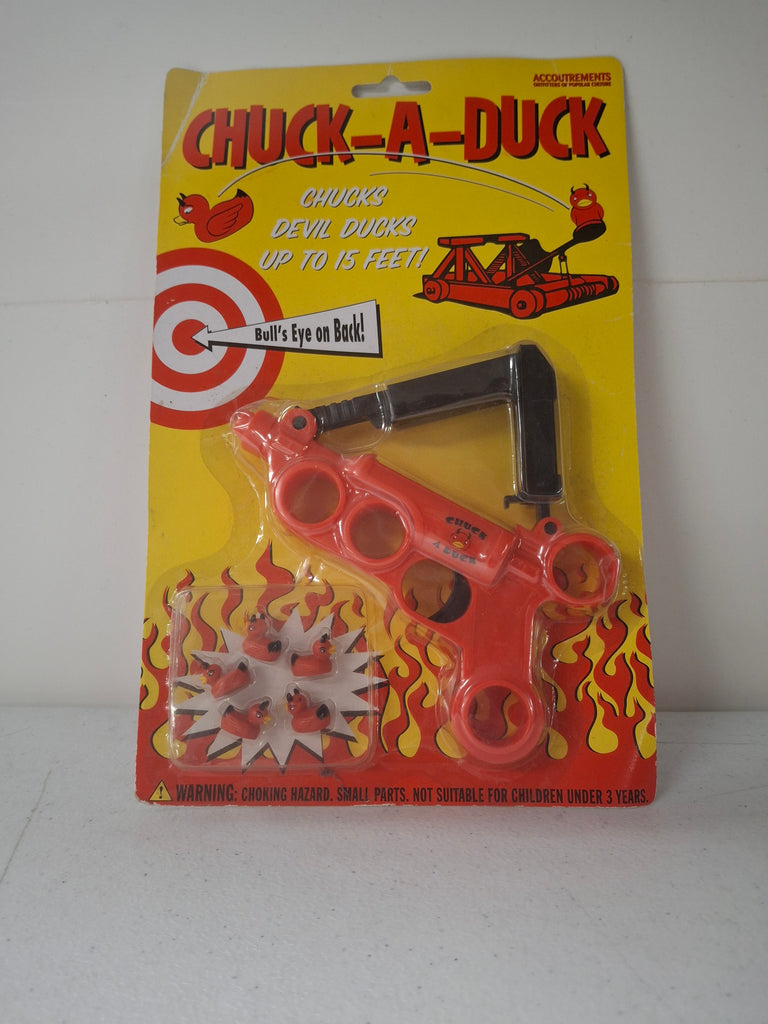 ACCOUTREMENTS
OUTFITTERS OF POPULAR CULTURE
CHUCK-A-DUCK
CHUCKS
DEVIL DUCKS
UP TO 15 FEET!
Bull's Eye on Back!
CHUCK
A DUCK
WARNING: CHOKING HAZARD. SMALL PARTS. NOT SUITABLE FOR CHILDREN UNDER 3 YEARS.